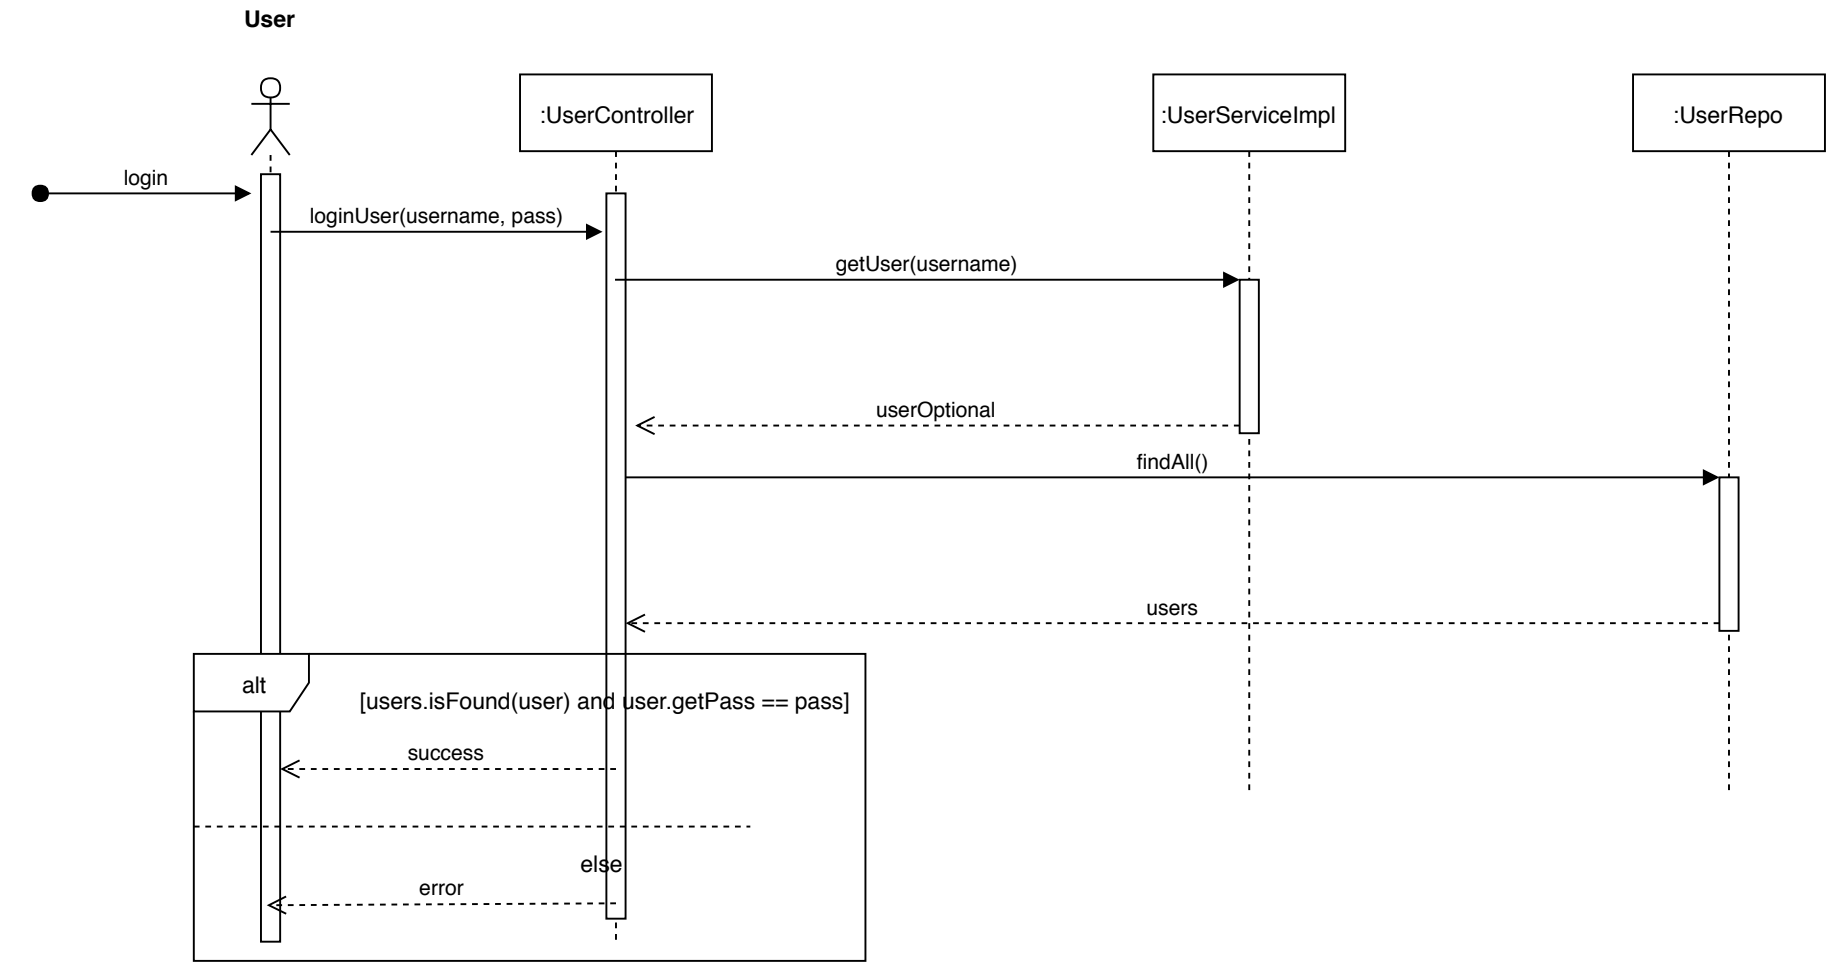 User
:UserController
:UserServiceImpl
:UserRepo
login
loginUser(username, pass)
getUser(username)
userOptional
findAll()
users
alt
[users.isFound(user) and user.getPass == pass]
success
else
error